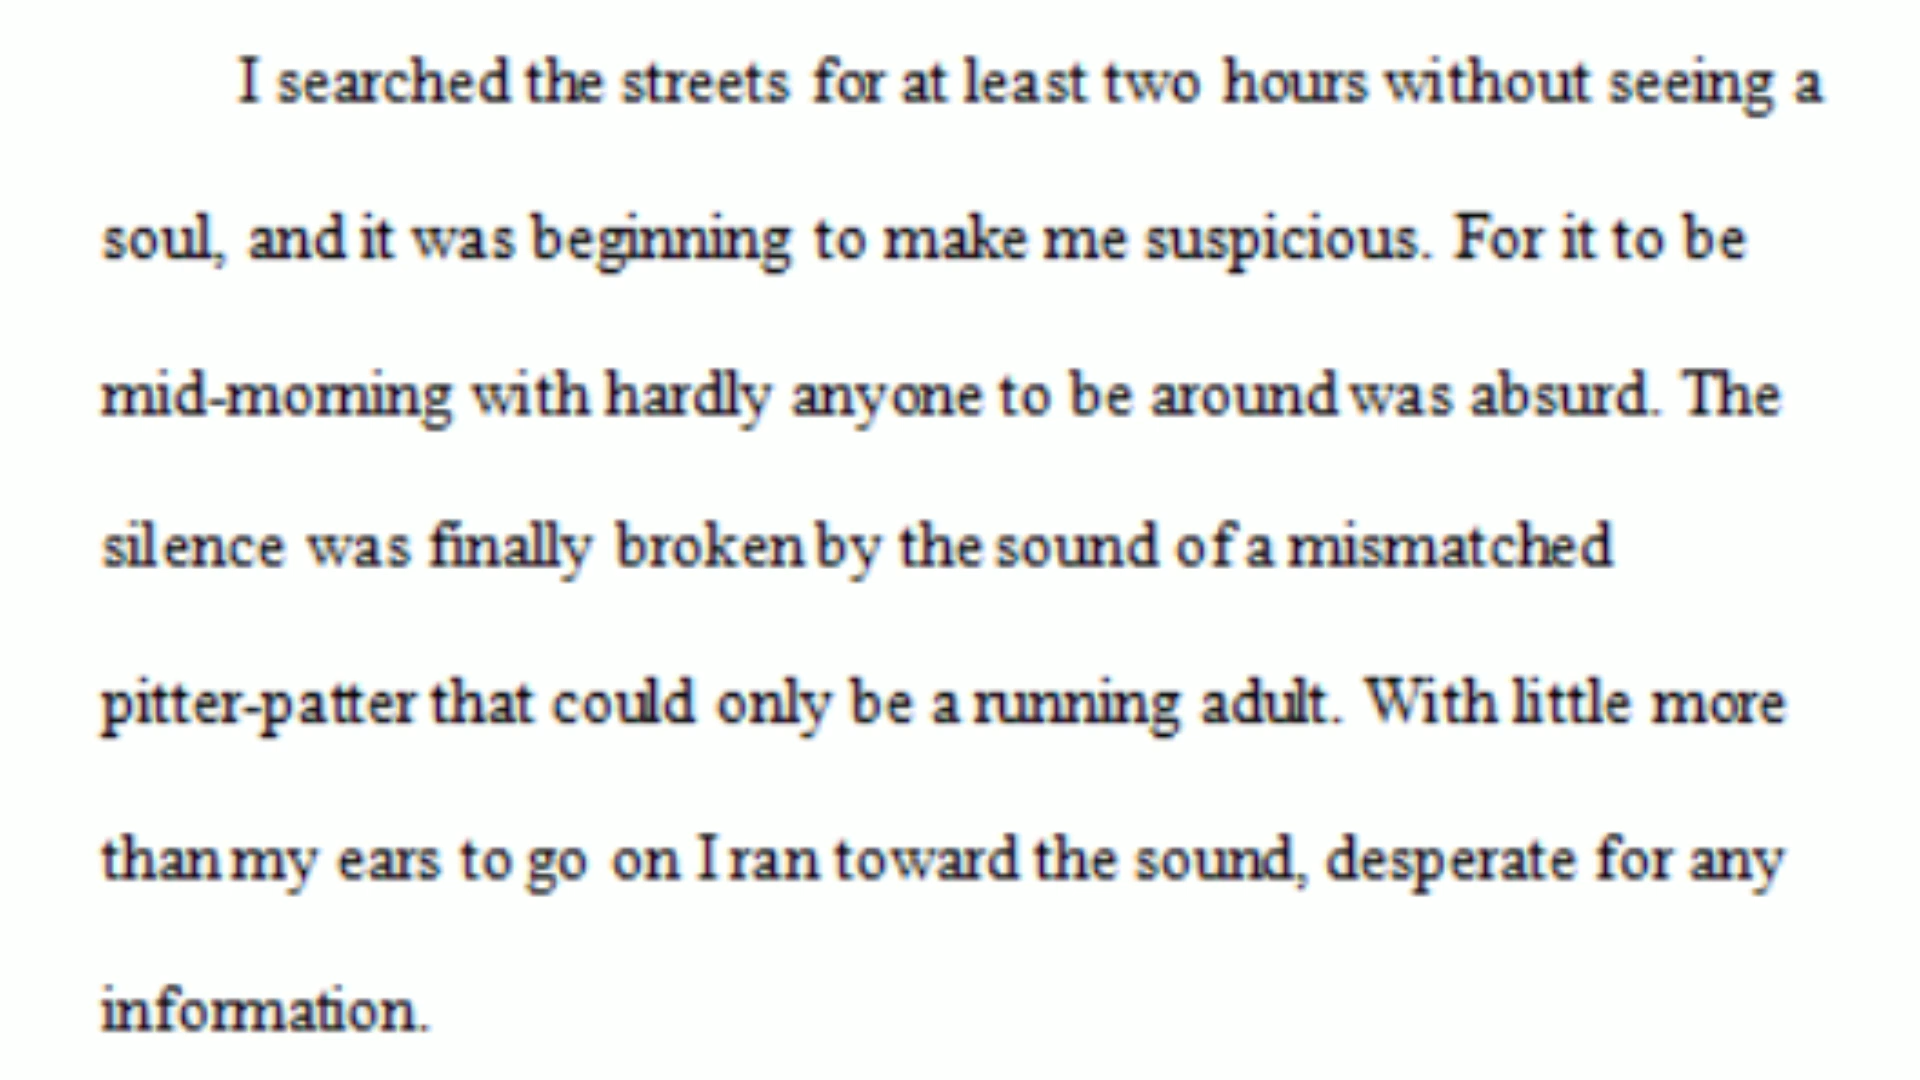 I searched the streets for at least two hours without seeing a
soul, and it was beginning to make me suspicious. For it to be
mid-morning with hardly anyone to be around was absurd. The
silence was finally broken by the sound of a mismatched
pitter-patter that could only be a running adult. With little more
than my ears to go on I ran toward the sound, desperate for any
information.